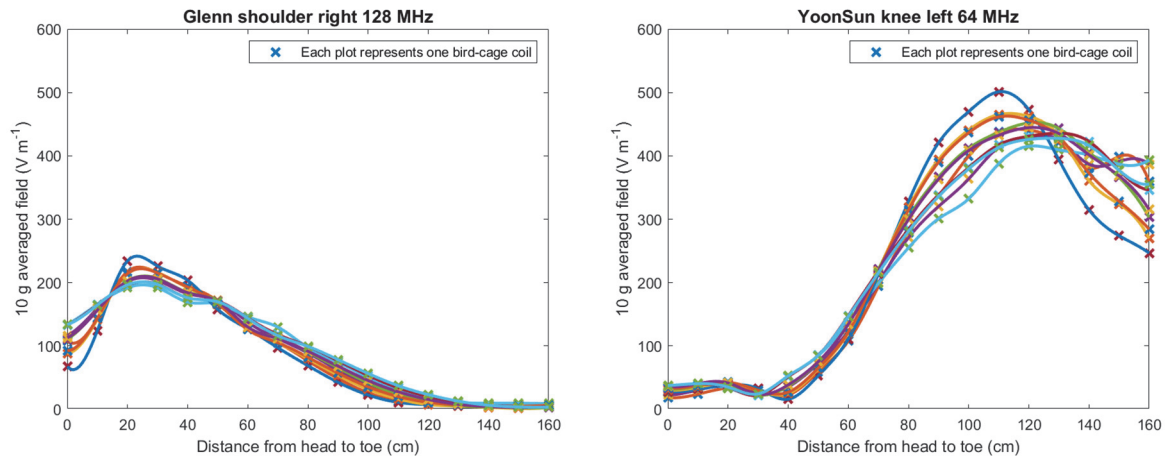 Glenn shoulder right 128 MHz
600
500
400
300
200
100
0
10 g averaged field (V m⁻¹)
Each plot represents one bird-cage coil
0 20 40 60 80 100 120 140 160
Distance from head to toe (cm)
YoonSun knee left 64 MHz
600
500
400
300
200
100
0
10 g averaged field (V m⁻¹)
Each plot represents one bird-cage coil
0 20 40 60 80 100 120 140 160
Distance from head to toe (cm)